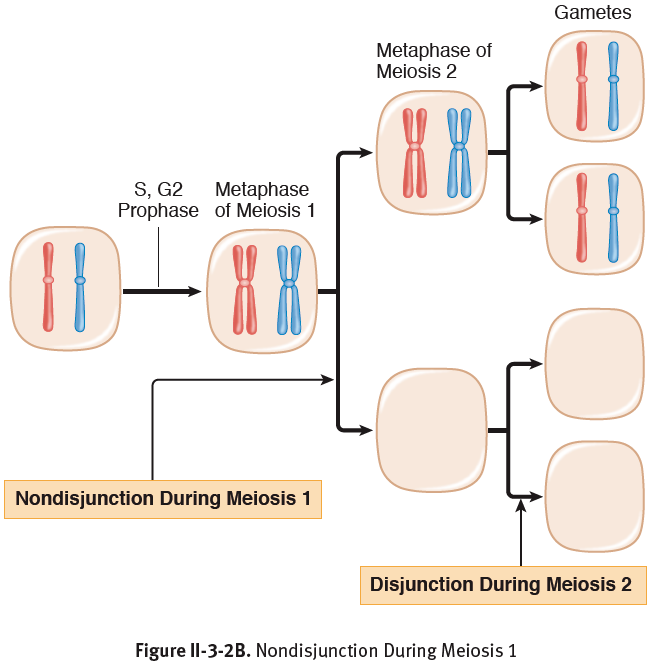 Gametes
Metaphase of
Meiosis 2
S, G2
Prophase
Metaphase
of Meiosis 1
Nondisjunction During Meiosis 1
Disjunction During Meiosis 2
Figure II-3-2B. Nondisjunction During Meiosis 1